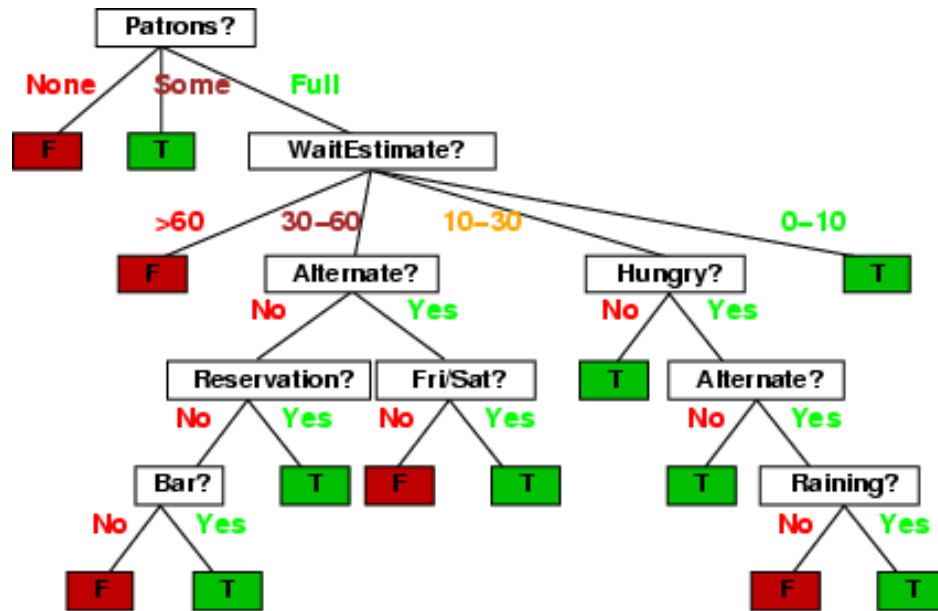 Patrons?
None Some Full
F T WaitEstimate?
>60 30–60 10–30 0–10
F Alternate? Hungry? T
No Yes No Yes
Reservation? Fri/Sat? T Alternate?
No Yes No Yes No Yes
Bar? T F T T Raining?
No Yes No Yes
F T F T